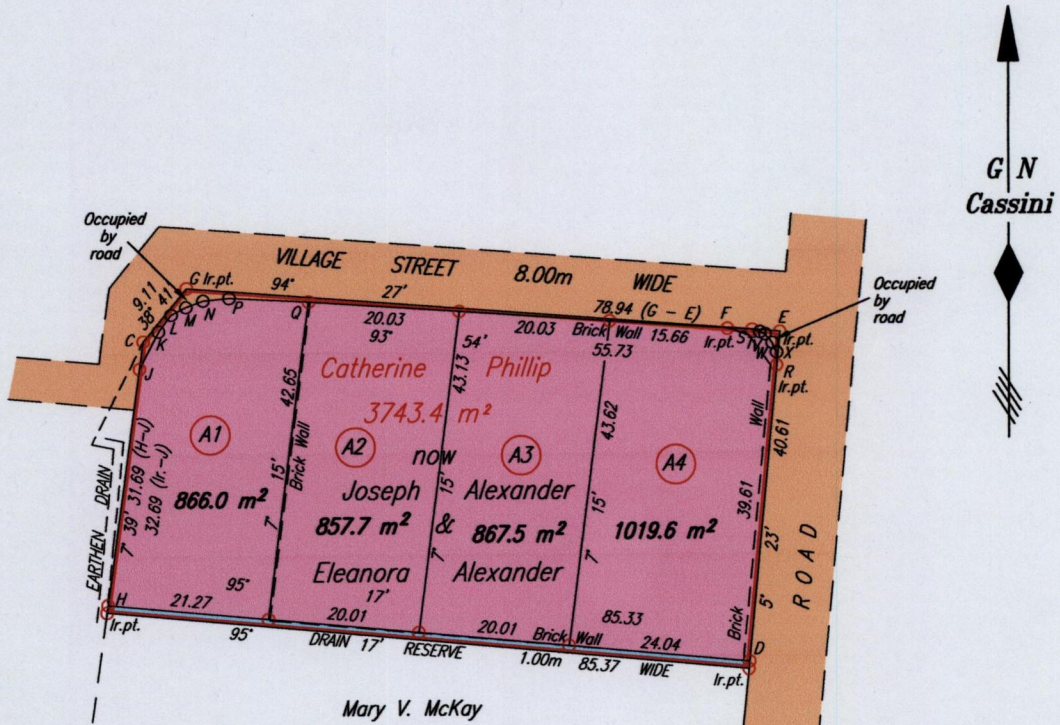 G N
Cassini
Occupied
by
road
VILLAGE STREET 8.00m WIDE
Occupied
by
road
G Ir.pt.
94° 27'
78.94 (G - E)
F
E
9.11
38° 41'
C
K
L
M
N
P
Q
J
20.03
93° 54'
20.03
Brick Wall
15.66
Ir.pt.
S
W
X
Ir.pt.
R
Ir.pt.
55.73
Catherine Phillip
3743.4 m²
now
Joseph Alexander
&
Eleanora Alexander
A1
A2
A3
A4
866.0 m²
857.7 m²
867.5 m²
1019.6 m²
42.65
Brick Wall
7° 15'
43.13
7° 15'
43.62
7° 15'
Brick Wall
39.61
40.61
5° 23'
ROAD
EARTHEN DRAIN
7° 39'
31.69 (H-J)
32.69 (Ir.-J)
H
Ir.pt.
95° 17'
21.27
20.01
20.01
24.04
85.33
Brick Wall
95° 17'
DRAIN RESERVE 1.00m WIDE
85.37
D
Ir.pt.
Mary V. McKay